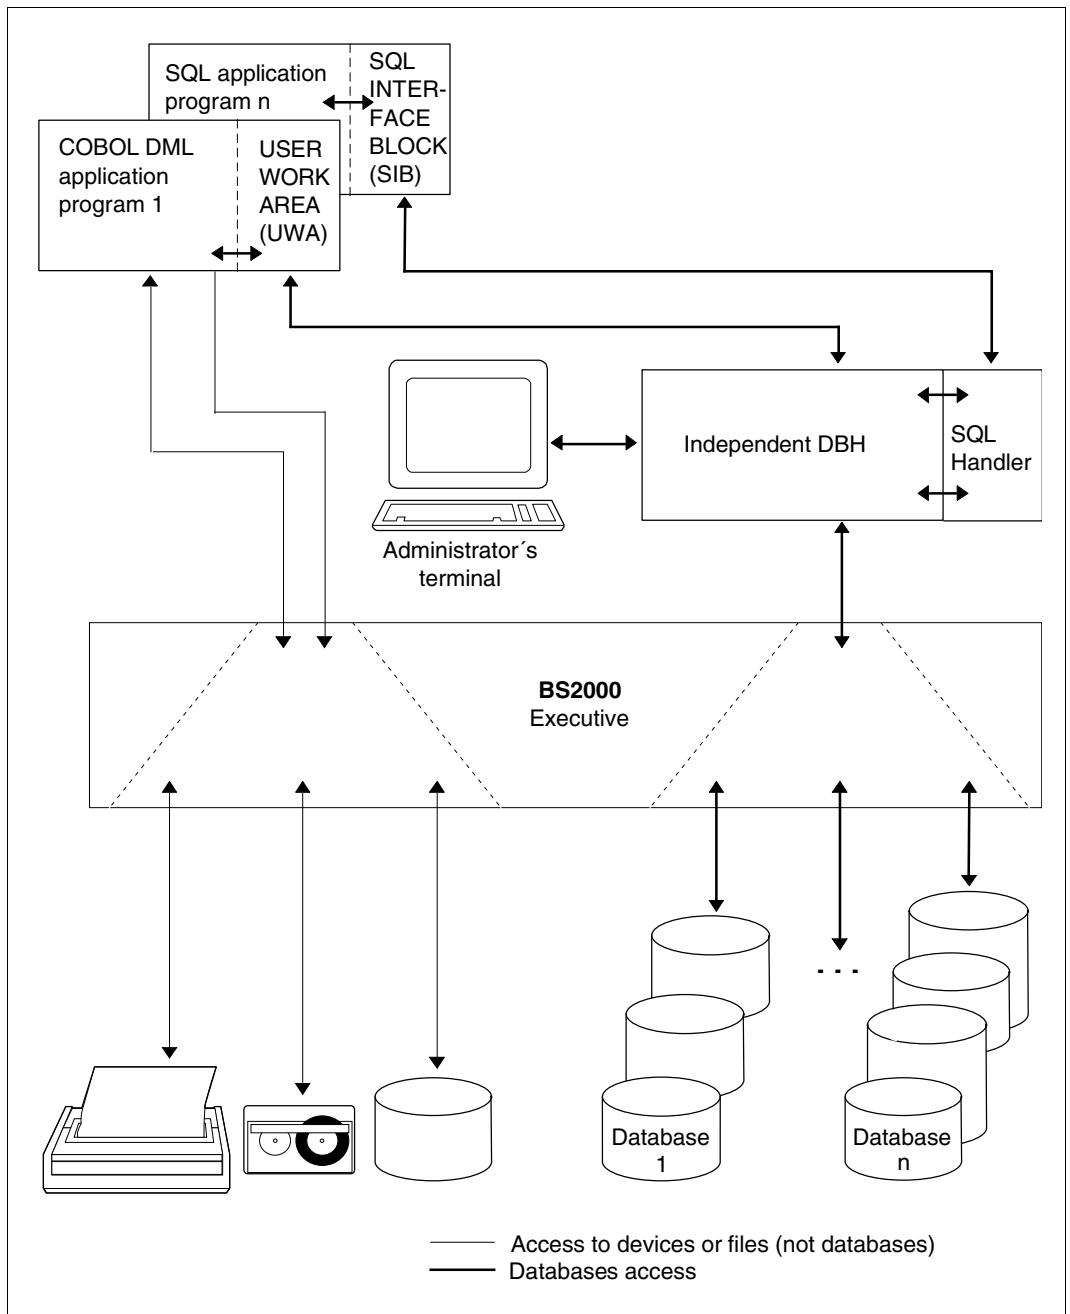 SQL application
program n
SQL
INTER-
FACE
BLOCK
(SIB)
COBOL DML
application
program 1
USER
WORK
AREA
(UWA)
Independent DBH
SQL
Handler
Administrator´s
terminal
BS2000
Executive
- - -
Database
1
Database
n
Access to devices or files (not databases)
Databases access